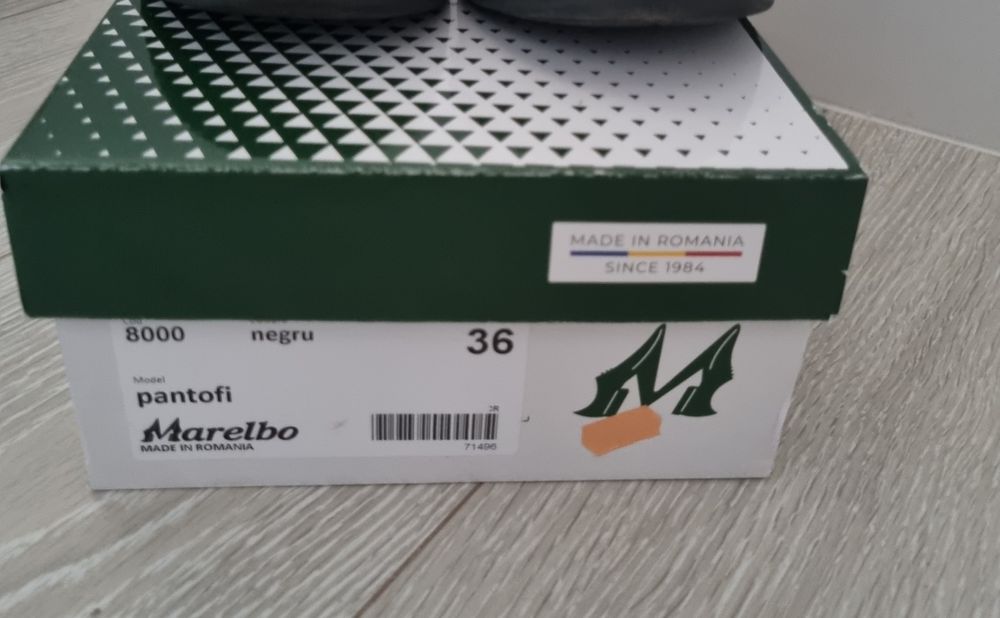 MADE IN ROMANIA
SINCE 1984
8000 negru 36
Model
pantofi
Marelbo
MADE IN ROMANIA
71496